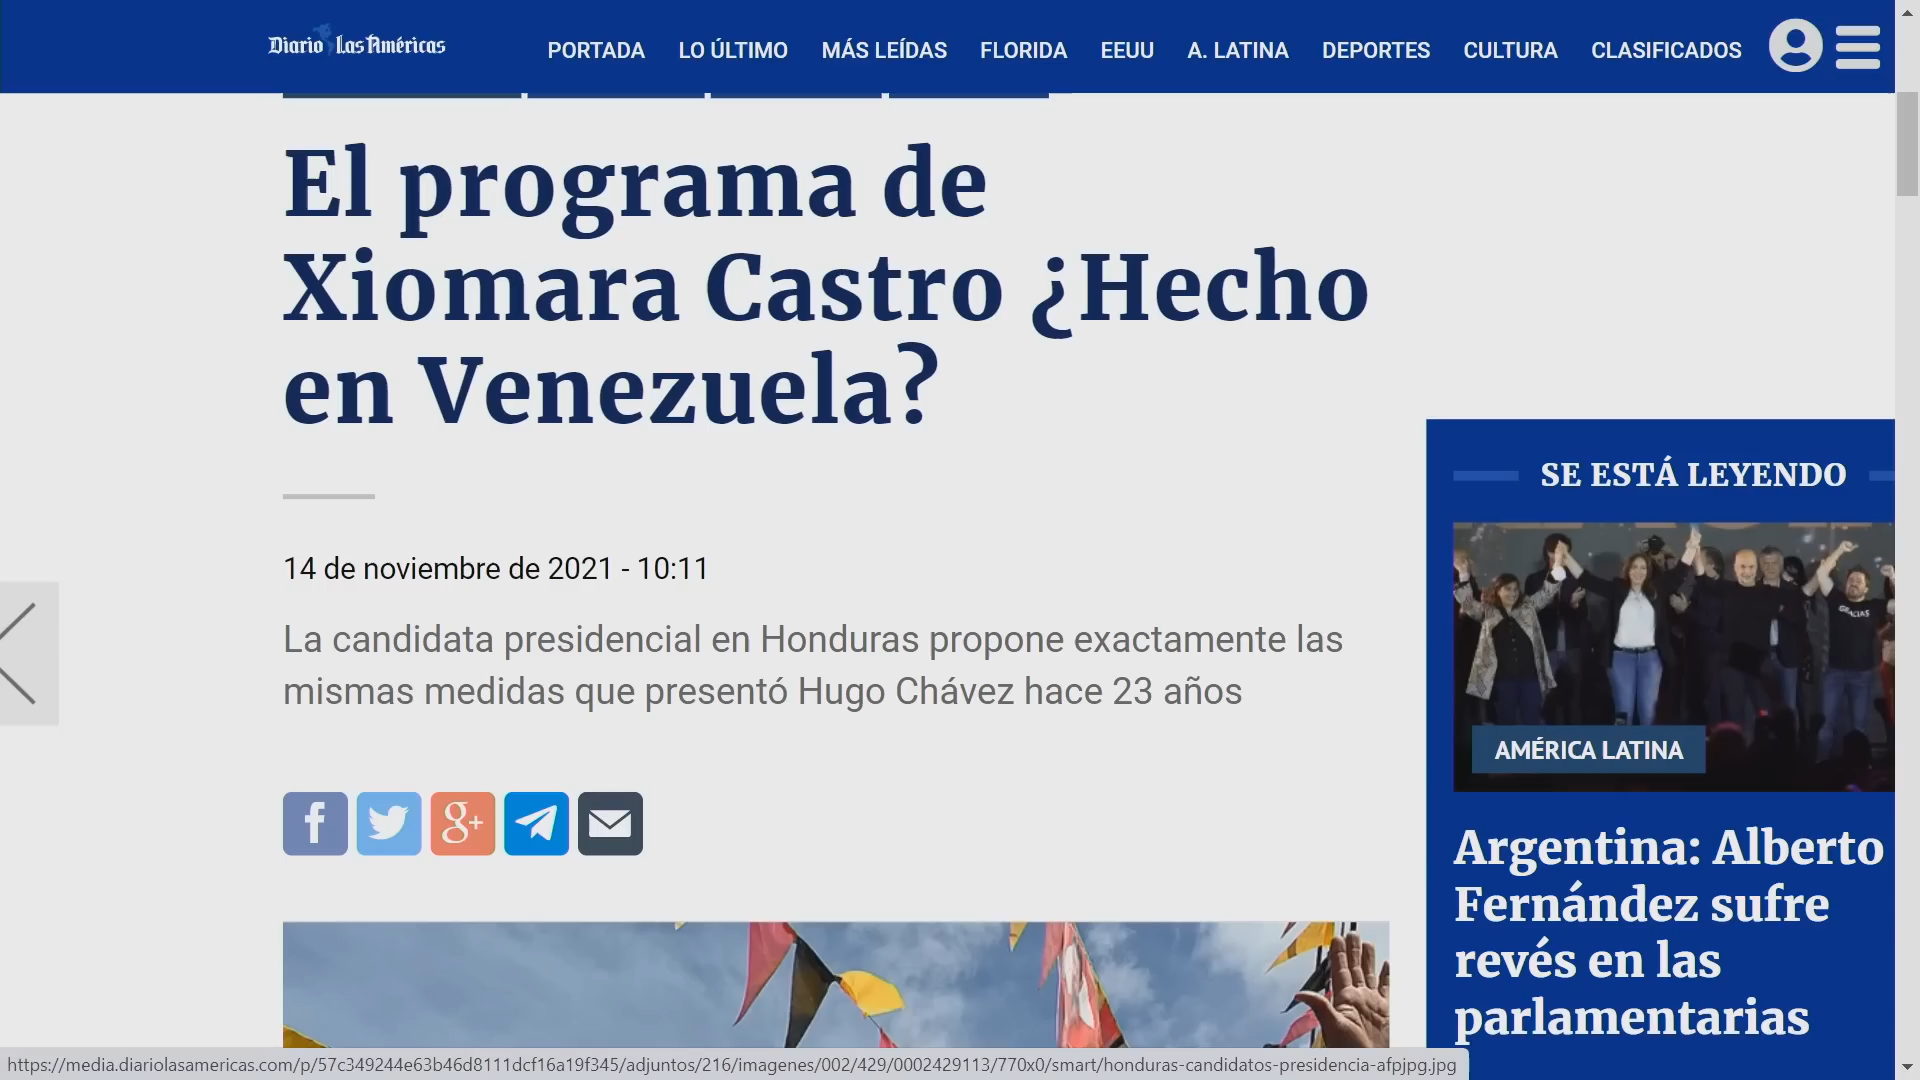 Diario Las Américas
PORTADA LO ÚLTIMO MÁS LEÍDAS FLORIDA EEUU A. LATINA DEPORTES CULTURA CLASIFICADOS
El programa de
Xiomara Castro ¿Hecho
en Venezuela?
14 de noviembre de 2021 - 10:11
La candidata presidencial en Honduras propone exactamente las
mismas medidas que presentó Hugo Chávez hace 23 años
f g+
SE ESTÁ LEYENDO
GRACIAS
AMÉRICA LATINA
Argentina: Alberto
Fernández sufre
revés en las
parlamentarias
https://media.diariolasamericas.com/p/57c349244e63b46d8111dcf16a19f345/adjuntos/216/imagenes/002/429/0002429113/770x0/smart/honduras-candidatos-presidencia-afpjpg.jpg